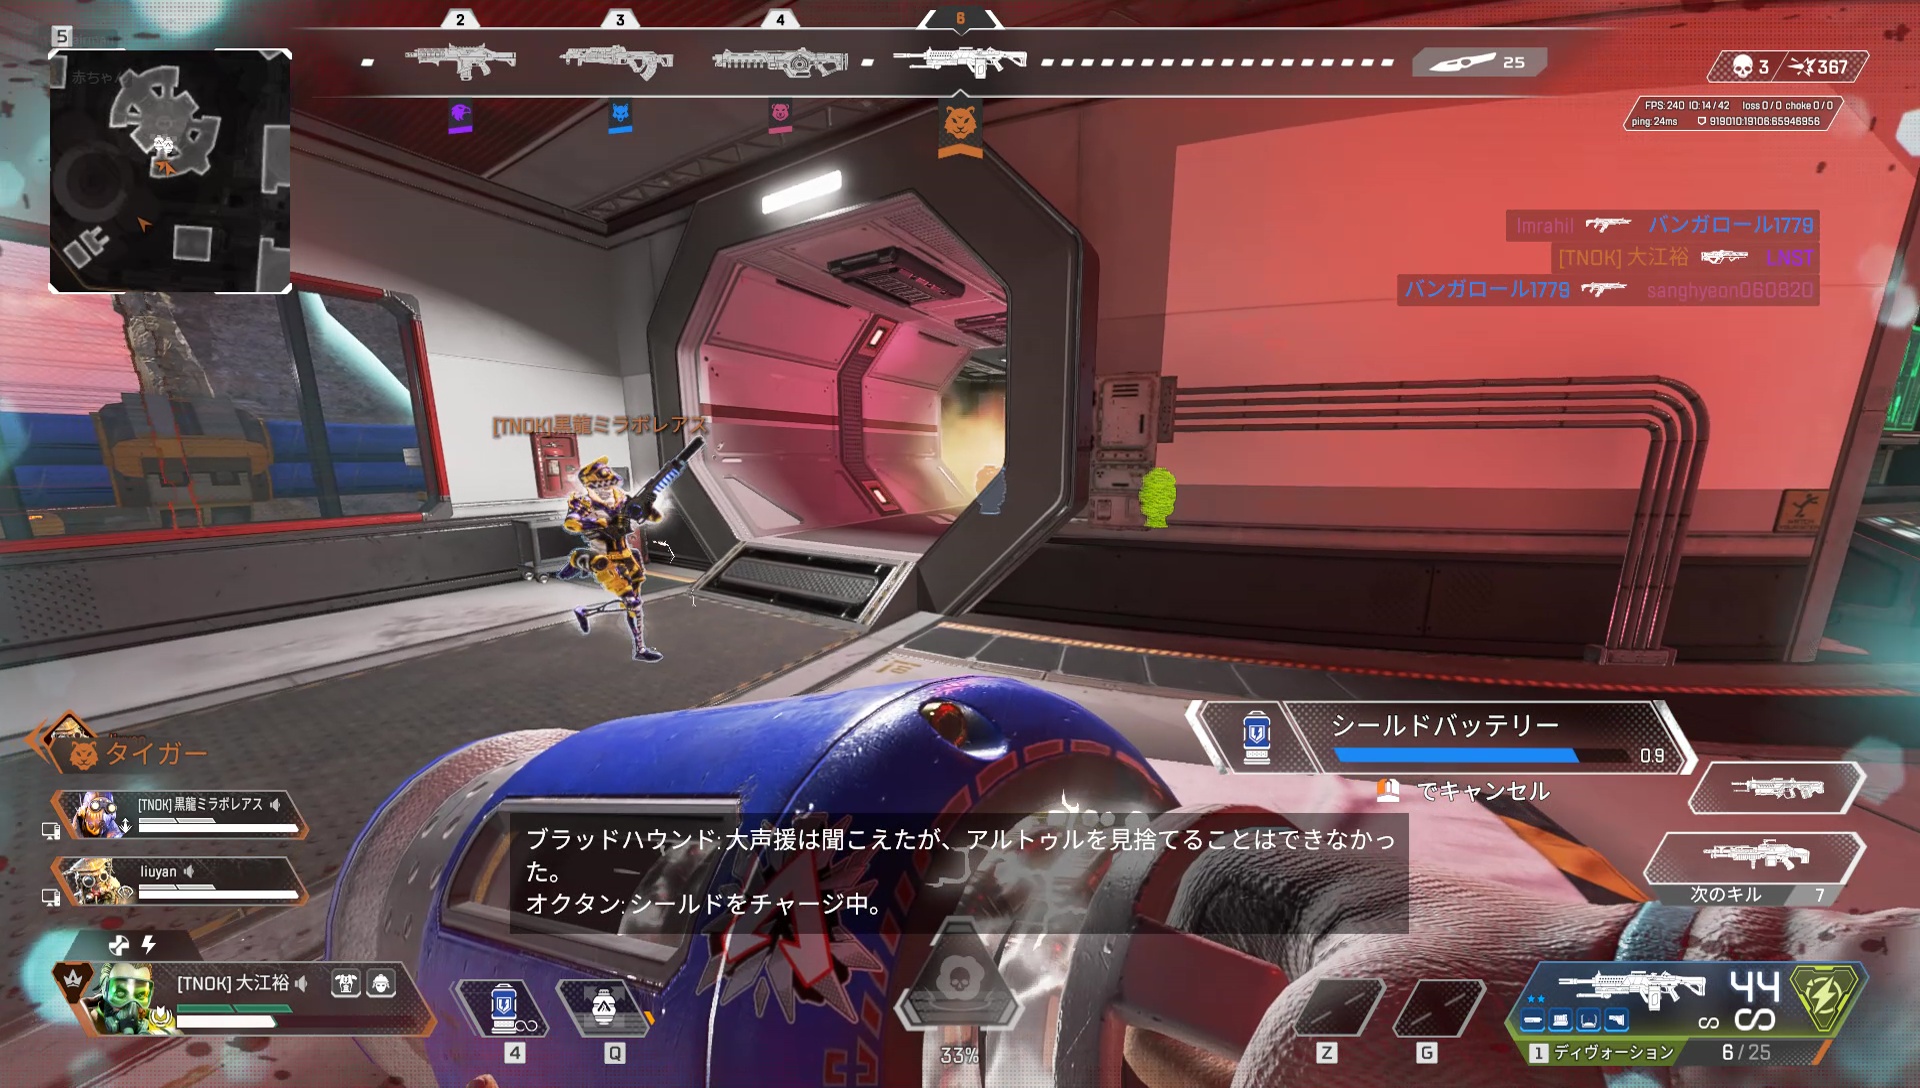 2
3
4
6
25
5
赤ちゃん
3 367
FPS:240 IO:14/42 loss 0/0 choke 0/0
ping:24ms 919010:19106:65946956
Imrahil バンガロール1779
[TNOK] 大江裕 LNST
バンガロール1779 sanghyeon060820
[TNOK]黒龍ミラボレアス
シールドバッテリー
0.9
でキャンセル
タイガー
[TNOK]黒龍ミラボレアス
liuyan
ブラッドハウンド:大声援は聞こえたが、アルトゥルを見捨てることはできなかっ
た。
オクタン:シールドをチャージ中。
次のキル 7
[TNOK] 大江裕
4
Q
33%
Z
G
44
∞ ∞
1 ディヴォーション 6/25